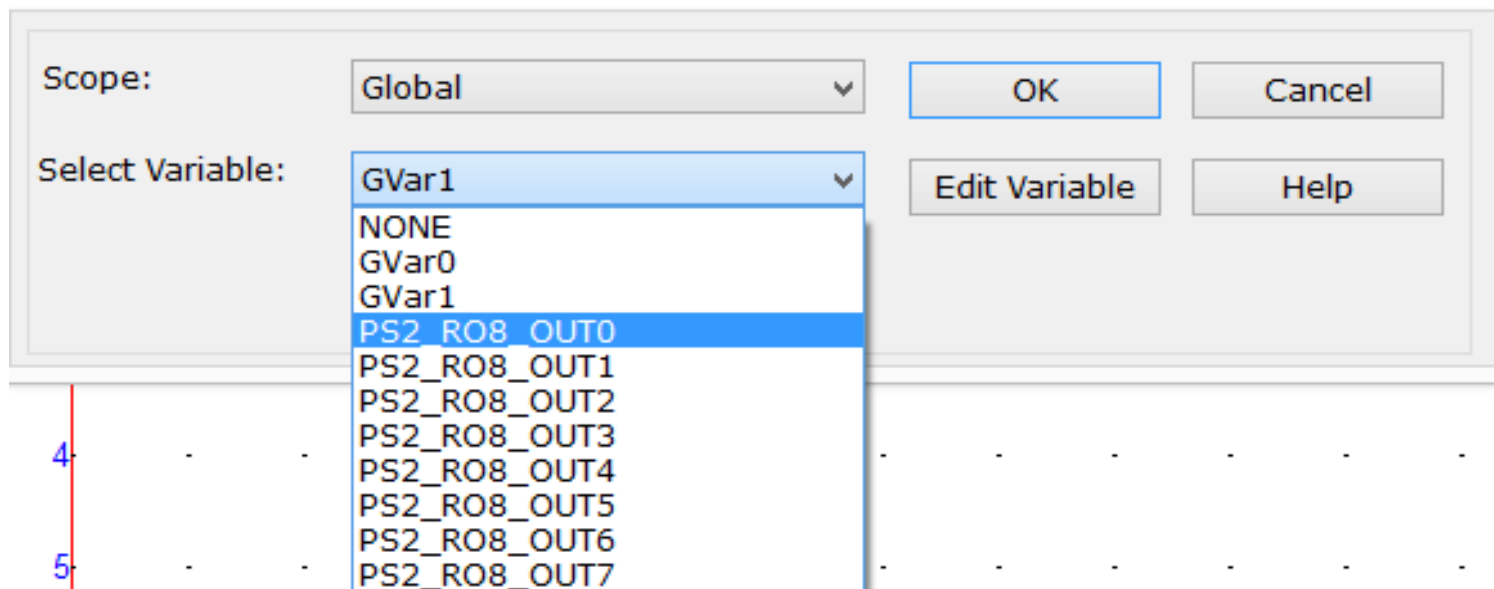 Scope: Global OK Cancel
Select Variable: GVar1 Edit Variable Help
NONE
GVar0
GVar1
PS2_RO8_OUT0
PS2_RO8_OUT1
PS2_RO8_OUT2
PS2_RO8_OUT3
4
PS2_RO8_OUT4
PS2_RO8_OUT5
PS2_RO8_OUT6
5
PS2_RO8_OUT7